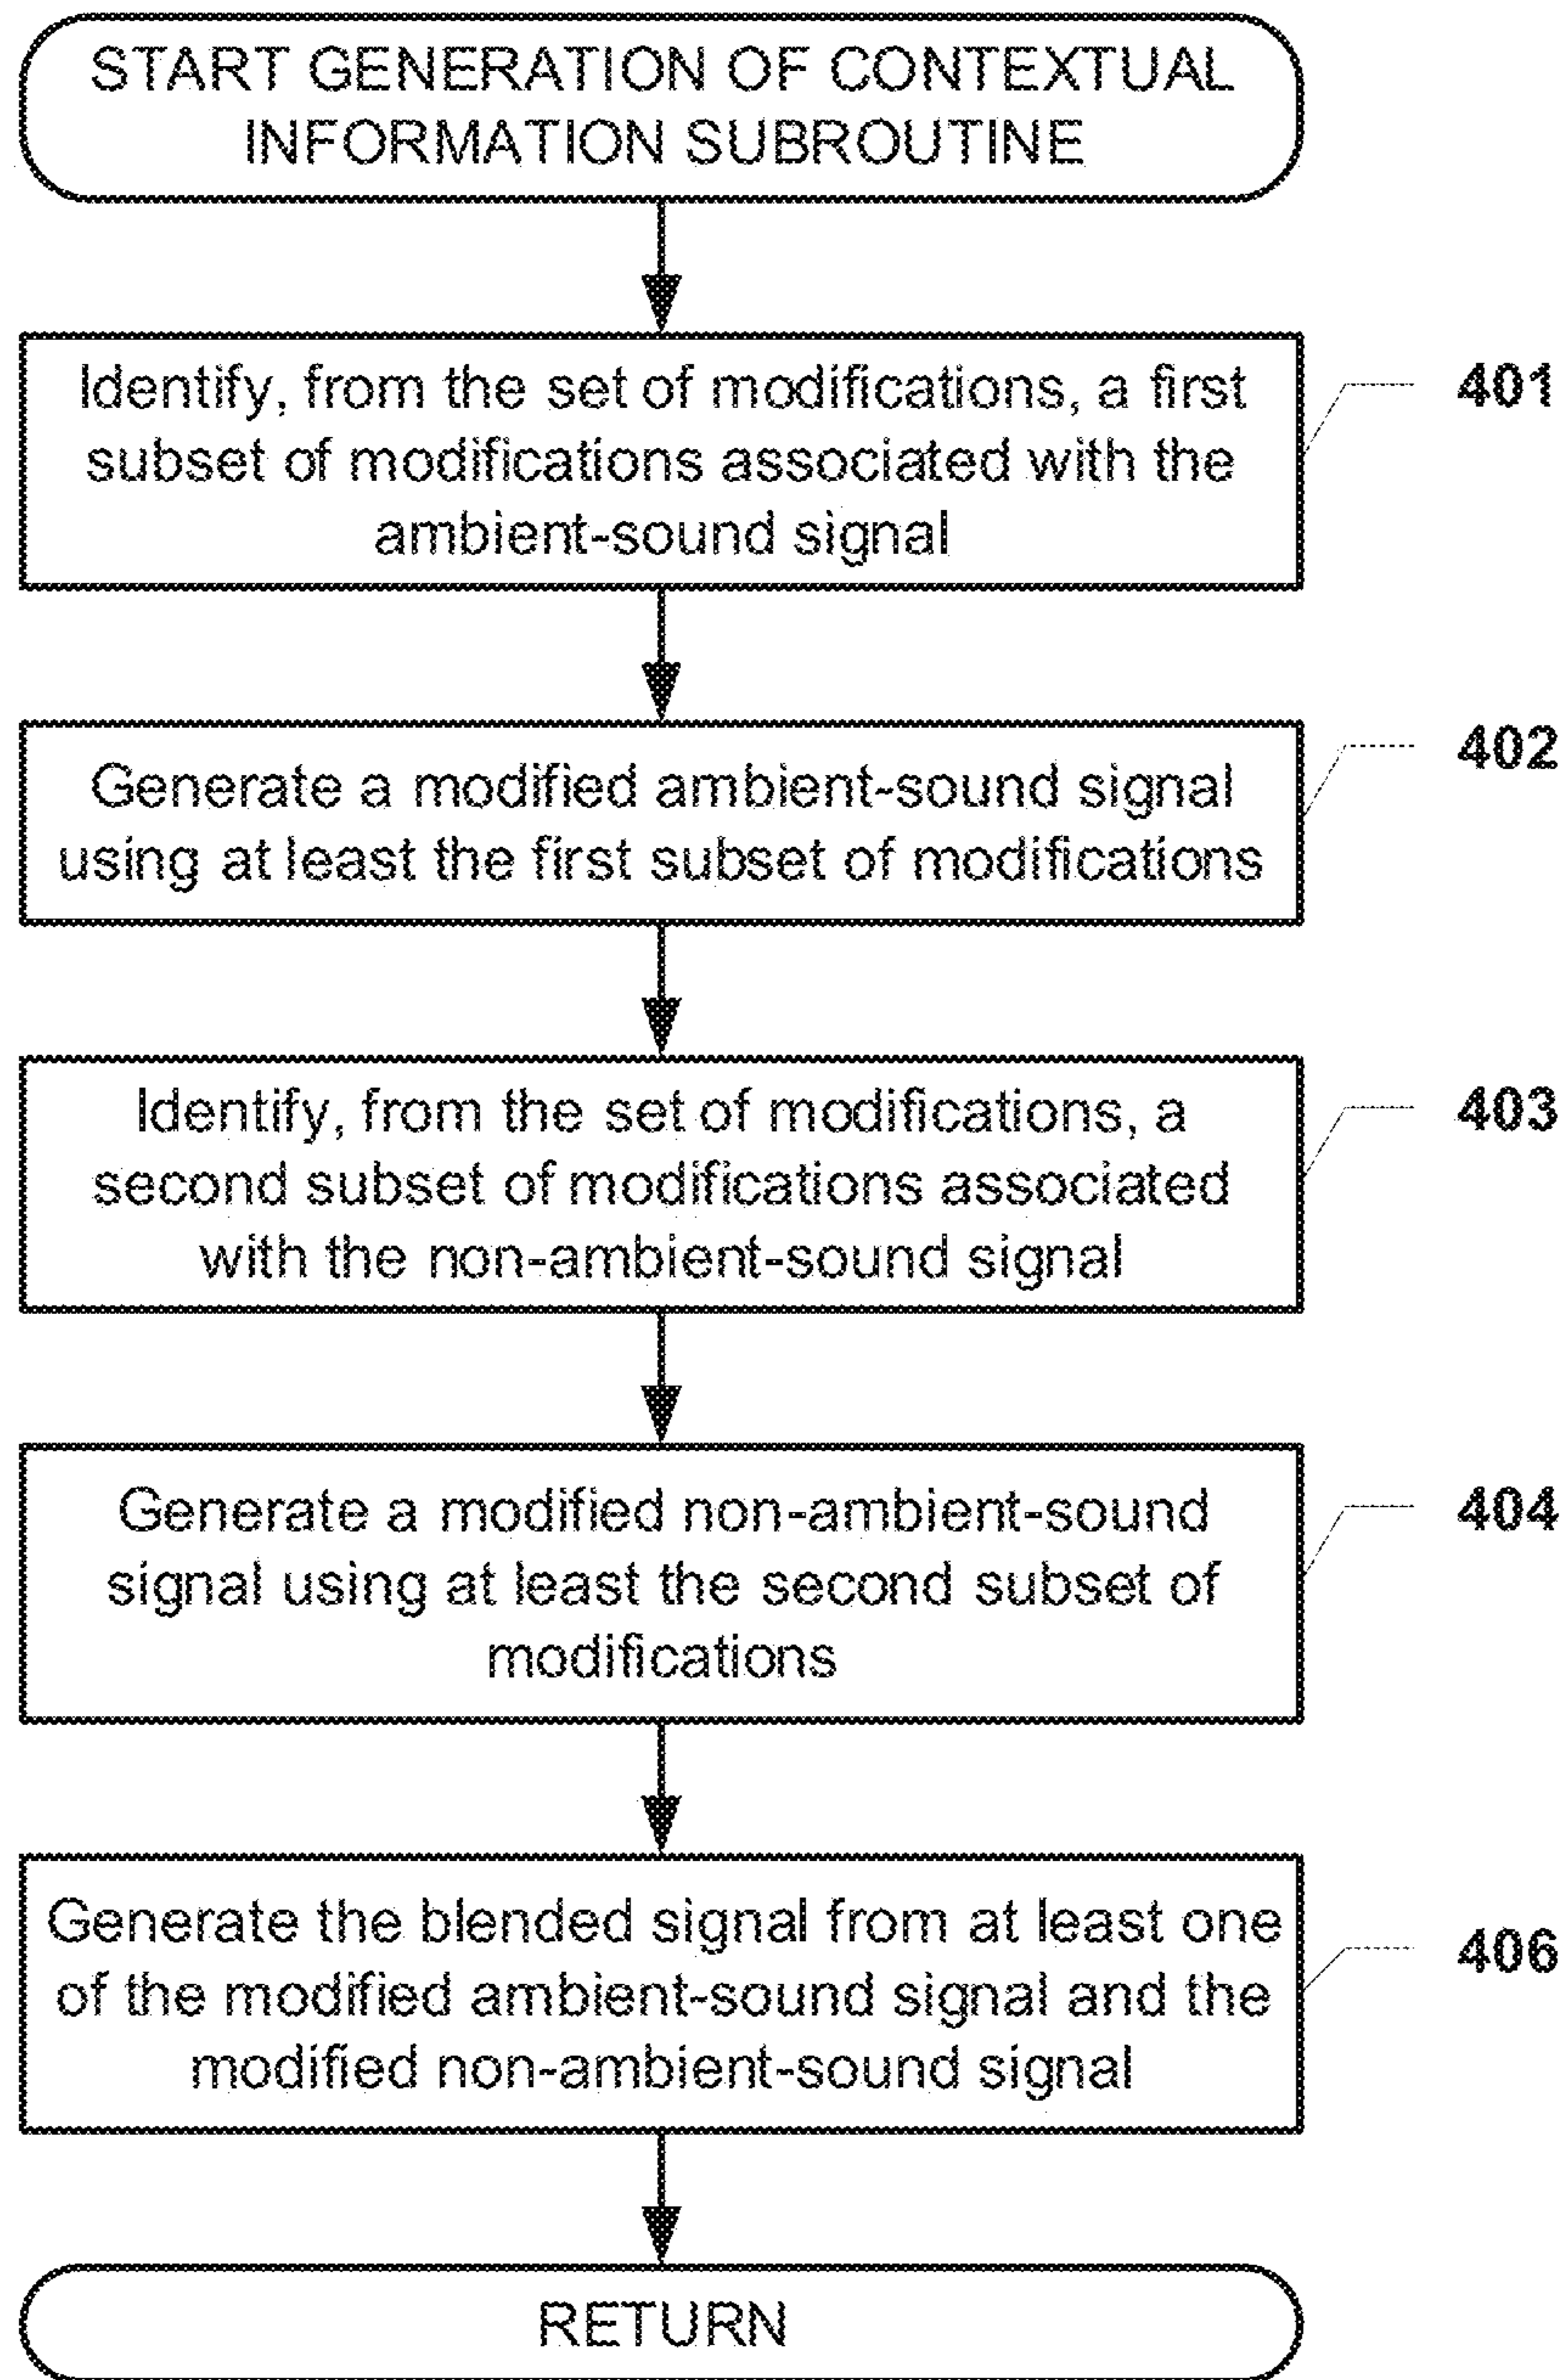 START GENERATION OF CONTEXTUAL
INFORMATION SUBROUTINE
Identify, from the set of modifications, a first
subset of modifications associated with the
ambient-sound signal
401
Generate a modified ambient-sound signal
using at least the first subset of modifications
402
Identify, from the set of modifications, a
second subset of modifications associated
with the non-ambient-sound signal
403
Generate a modified non-ambient-sound
signal using at least the second subset of
modifications
404
Generate the blended signal from at least one
of the modified ambient-sound signal and the
modified non-ambient-sound signal
406
RETURN